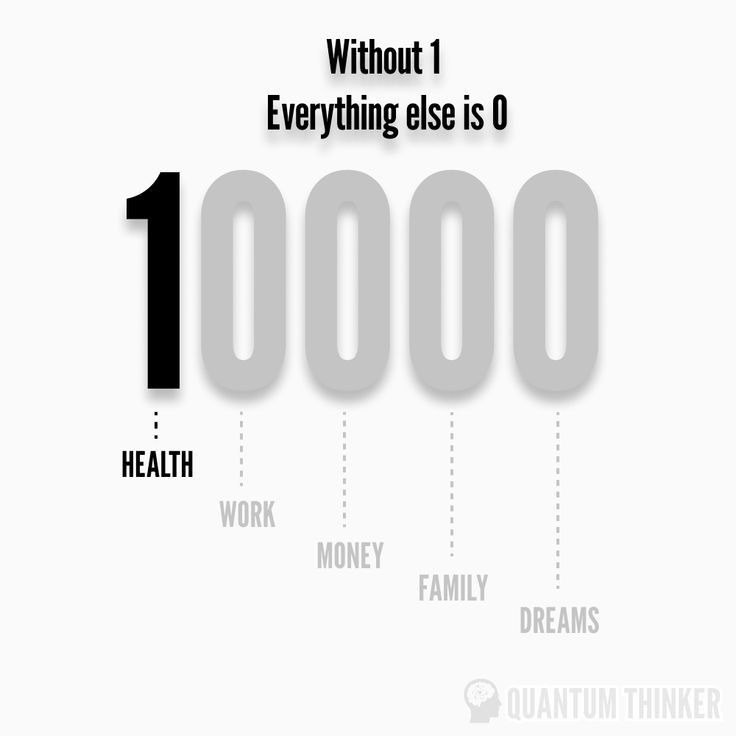 Without 1
Everything else is 0
10000
HEALTH
WORK
MONEY
FAMILY
DREAMS
QUANTUM THINKER